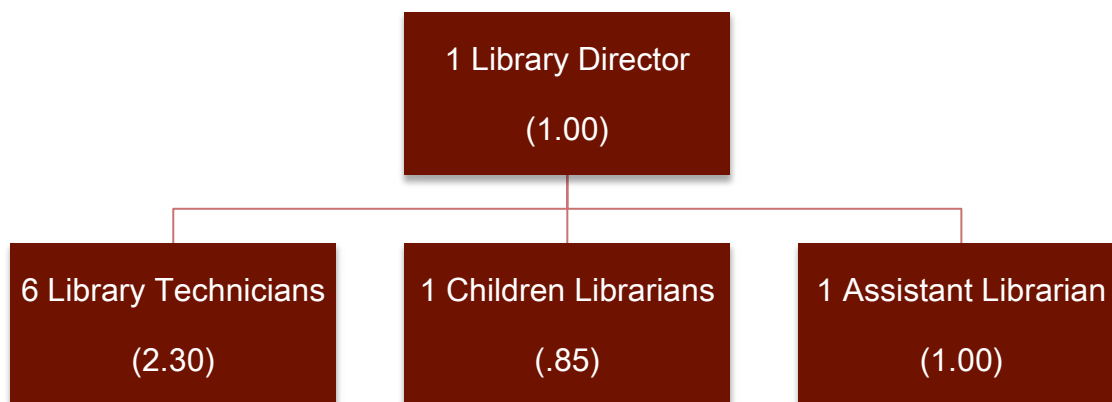 1 Library Director
(1.00)
6 Library Technicians
(2.30)
1 Children Librarians
(.85)
1 Assistant Librarian
(1.00)